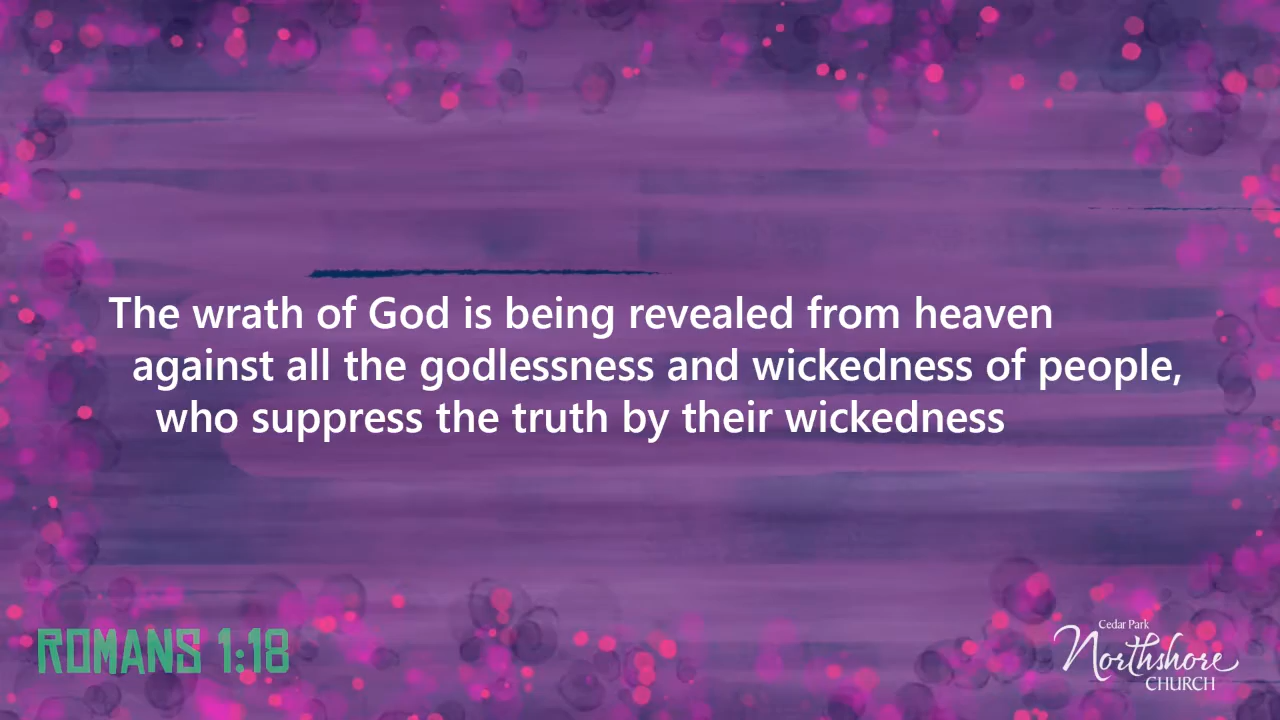 The wrath of God is being revealed from heaven
against all the godlessness and wickedness of people,
who suppress the truth by their wickedness
ROMANS 1:18
Cedar Park
Northshore
CHURCH